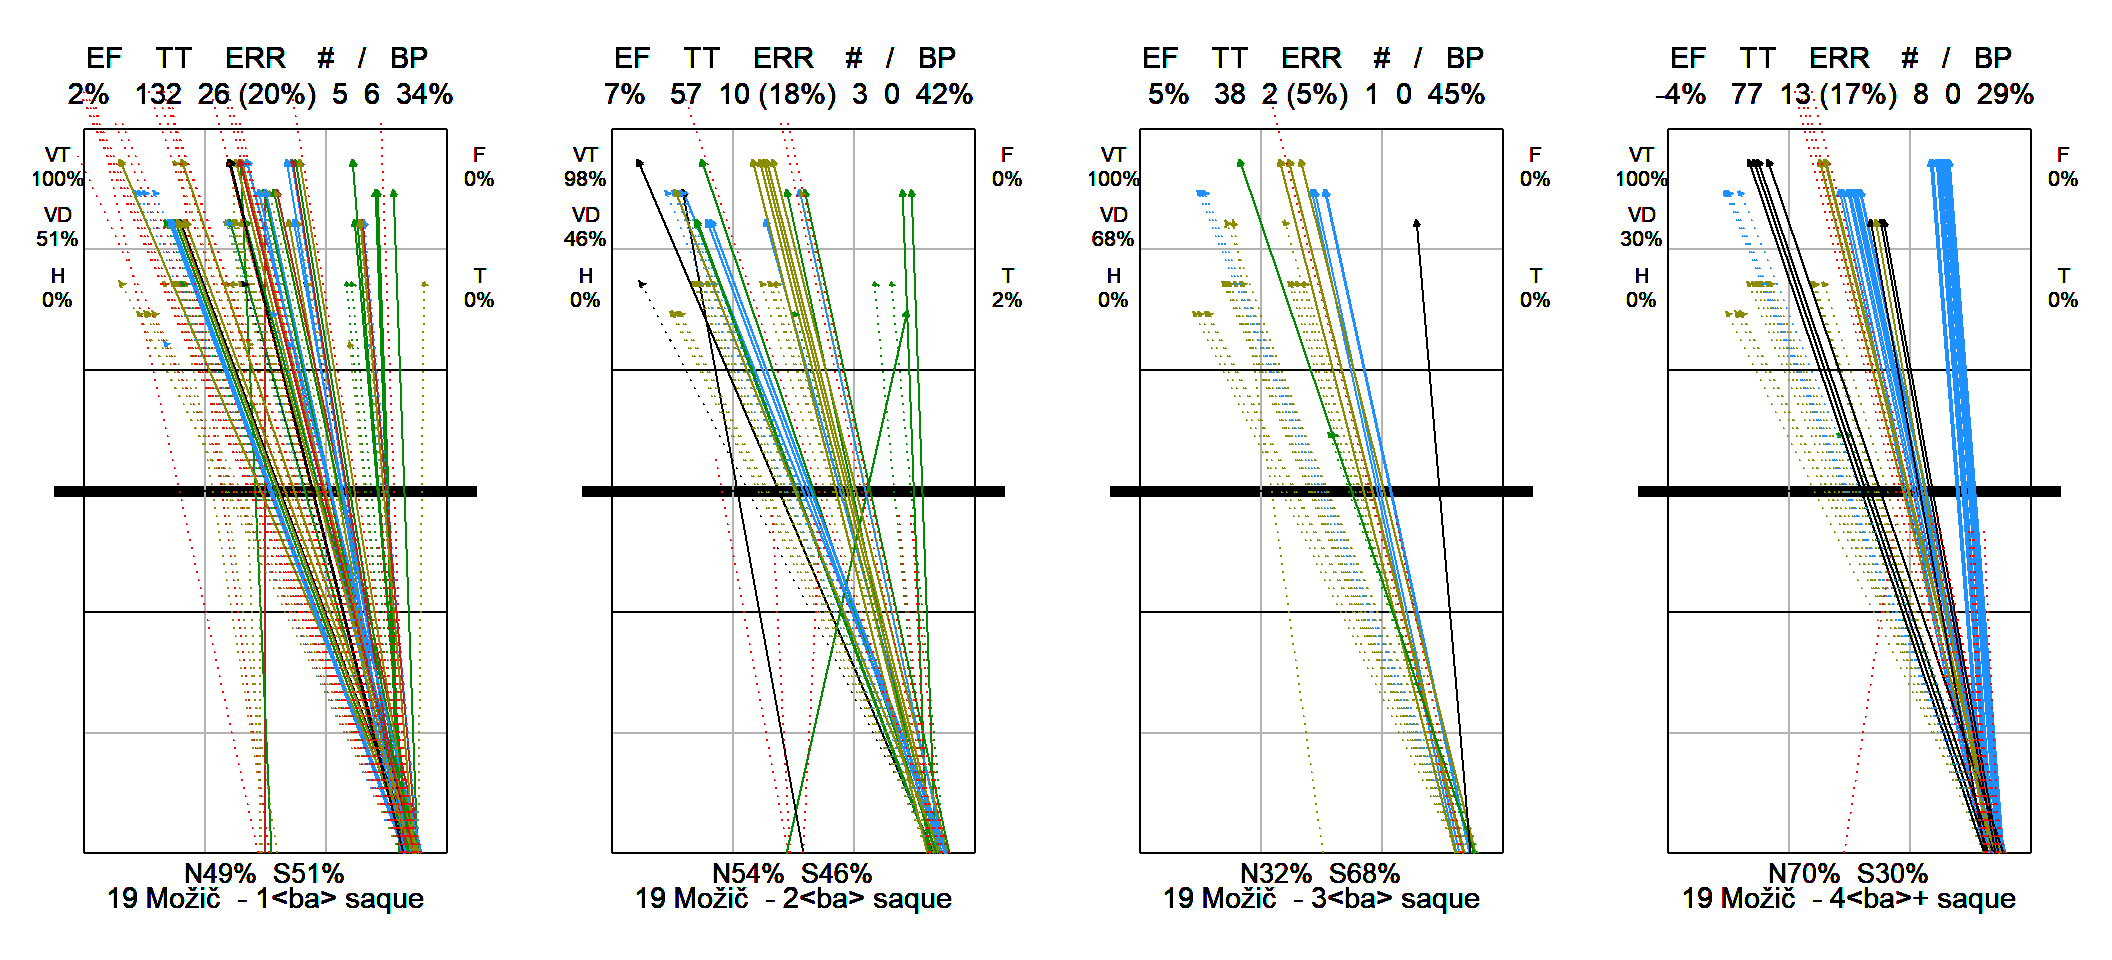 EF TT ERR # / BP
2% 132 26 (20%) 5 6 34%
VT
100%
VD
51%
H
0%
F
0%
T
0%
N49% S51%
19 Možič - 1<ba> saque
EF TT ERR # / BP
7% 57 10 (18%) 3 0 42%
VT
98%
VD
46%
H
0%
F
0%
T
2%
N54% S46%
19 Možič - 2<ba> saque
EF TT ERR # / BP
5% 38 2 (5%) 1 0 45%
VT
100%
VD
68%
H
0%
F
0%
T
0%
N32% S68%
19 Možič - 3<ba> saque
EF TT ERR # / BP
-4% 77 13 (17%) 8 0 29%
VT
100%
VD
30%
H
0%
F
0%
T
0%
N70% S30%
19 Možič - 4<ba>+ saque